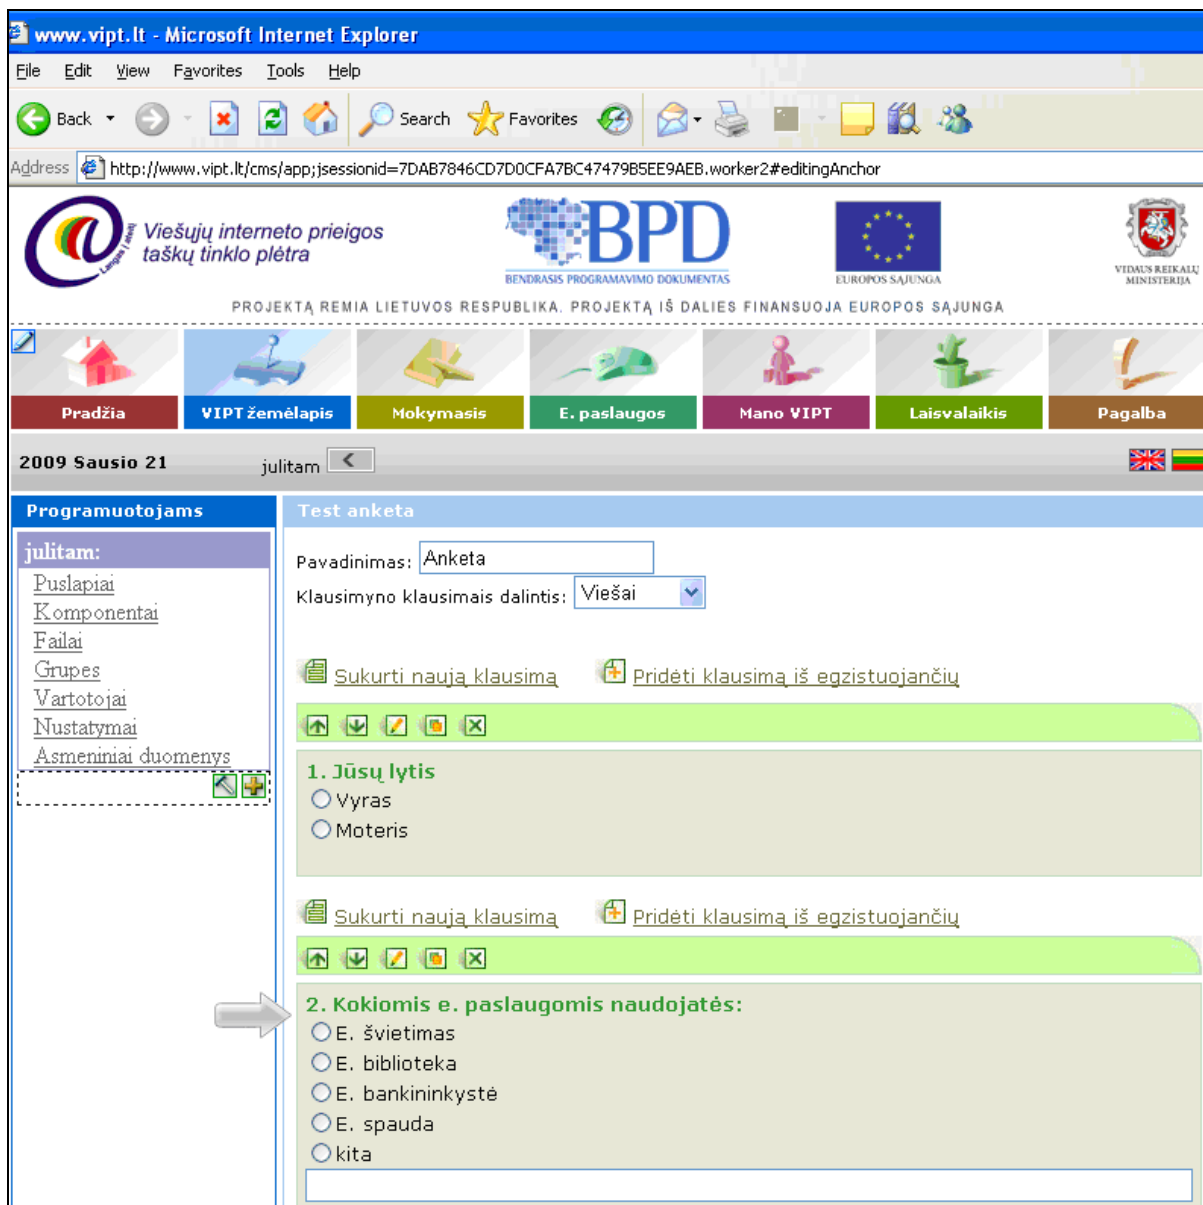 www.vipt.lt - Microsoft Internet Explorer
File Edit View Favorites Tools Help
Back Search Favorites
Address http://www.vipt.lt/cms/app;jsessionid=7DAB7846CD7D0CFA7BC47479B5EE9AEB.worker2#editingAnchor
Viešųjų interneto prieigos
taškų tinklo plėtra
Langas į ateitį
BPD
BENDRASIS PROGRAMAVIMO DOKUMENTAS
EUROPOS SĄJUNGA
VIDAUS REIKALŲ
MINISTERIJA
PROJEKTĄ REMIA LIETUVOS RESPUBLIKA. PROJEKTĄ IŠ DALIES FINANSUOJA EUROPOS SĄJUNGA
Pradžia VIPT žemėlapis Mokymasis E. paslaugos Mano VIPT Laisvalaikis Pagalba
2009 Sausio 21 julitam <
Programuotojams
julitam:
Puslapiai
Komponentai
Failai
Grupes
Vartotojai
Nustatymai
Asmeniniai duomenys
Test anketa
Pavadinimas: Anketa
Klausimyno klausimais dalintis: Viešai
Sukurti naują klausimą Pridėti klausimą iš egzistuojančių
1. Jūsų lytis
Vyras
Moteris
Sukurti naują klausimą Pridėti klausimą iš egzistuojančių
2. Kokiomis e. paslaugomis naudojatės:
E. švietimas
E. biblioteka
E. bankininkystė
E. spauda
kita